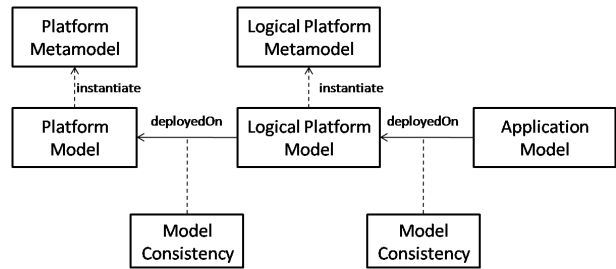 Platform
Metamodel
Logical Platform
Metamodel
instantiate
instantiate
Platform
Model
deployedOn
Logical Platform
Model
deployedOn
Application
Model
Model
Consistency
Model
Consistency